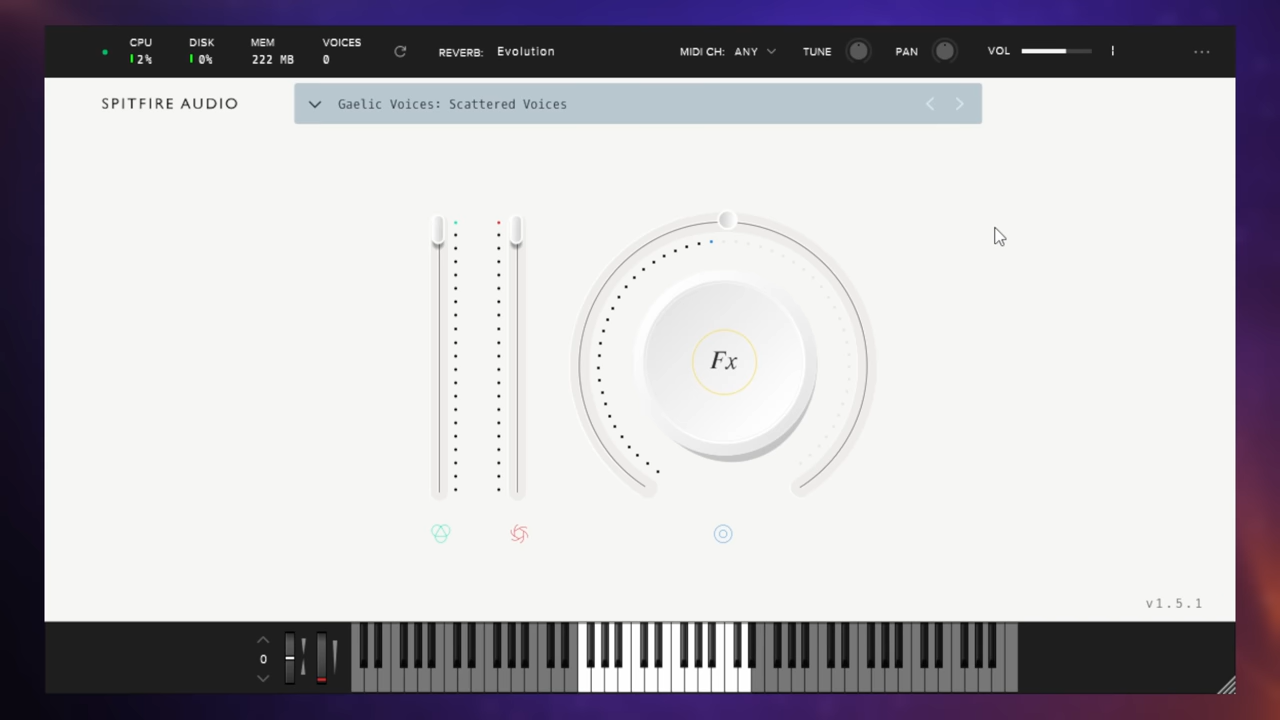 CPU DISK MEM VOICES
2% 0% 222 MB 0
REVERB: Evolution
MIDI CH: ANY TUNE PAN VOL
SPITFIRE AUDIO
Gaelic Voices: Scattered Voices
Fx
v1.5.1
0